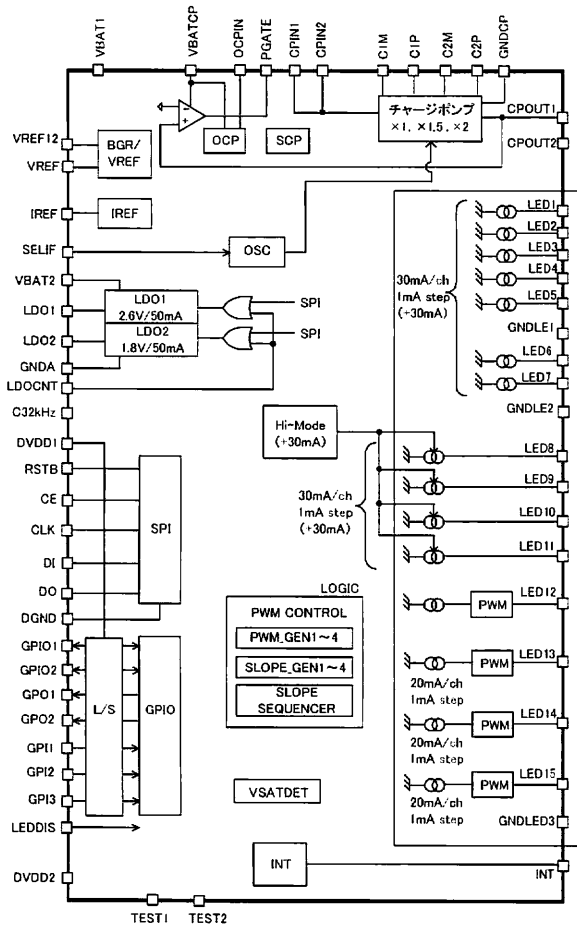 VBAT1
VBATCP
OCPIN
PGATE
CPIN1
CPIN2
C1M
C1P
C2M
C2P
GNDCP
チャージポンプ
×1, ×1.5, ×2
CPOUT1
CPOUT2
OCP
SCP
VREF12
VREF
BGR/
VREF
IREF
IREF
SELIF
OSC
VBAT2
LDO1
LDO1
2.6V/50mA
SPI
LDO2
LDO2
1.8V/50mA
SPI
GNDA
LDOCNT
C32kHz
DVDD1
RSTB
CE
CLK
DI
DO
DGND
SPI
GPIO1
GPIO2
GPO1
GPO2
GPI1
GPI2
GPI3
L/S
GPIO
LEDDIS
DVDD2
TEST1
TEST2
LED1
LED2
LED3
LED4
LED5
30mA/ch
1mA step
(+30mA)
GNDLE1
LED6
LED7
GNDLE2
Hi-Mode
(+30mA)
LED8
LED9
30mA/ch
1mA step
(+30mA)
LED10
LED11
LED12
PWM
LED13
PWM
20mA/ch
1mA step
LED14
PWM
20mA/ch
1mA step
LED15
PWM
20mA/ch
1mA step
GNDLED3
LOGIC
PWM CONTROL
PWM_GEN1～4
SLOPE_GEN1～4
SLOPE
SEQUENCER
VSATDET
INT
INT